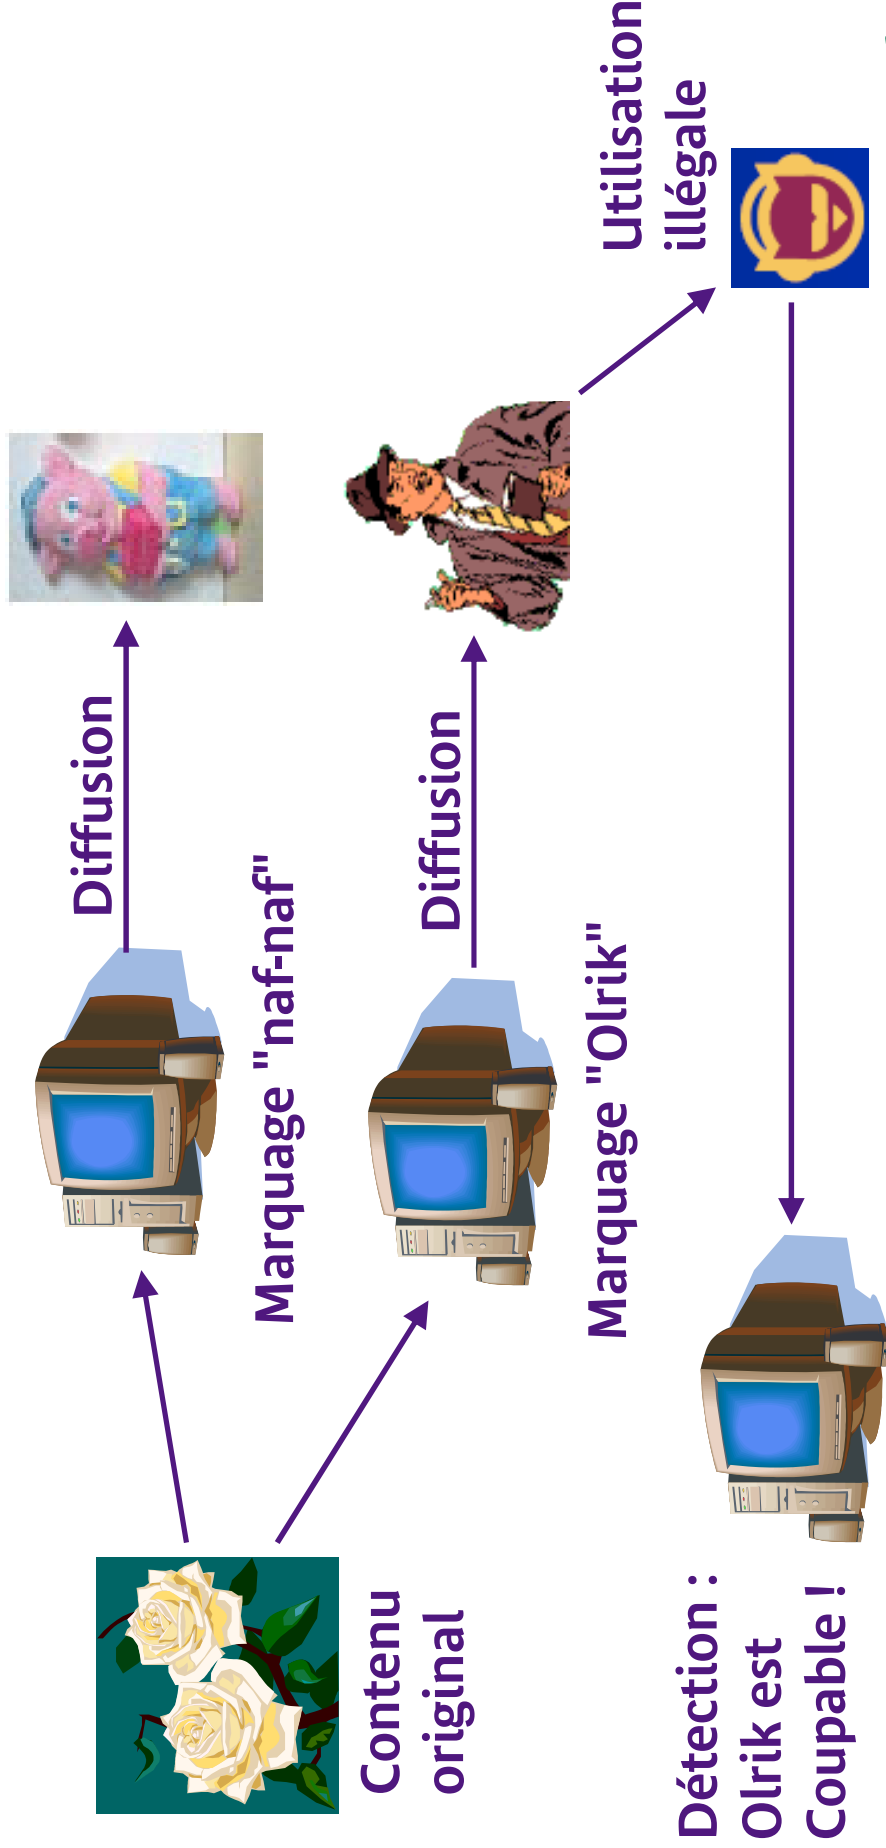 Diffusion
Marquage "naf-naf"
Contenu
original
Diffusion
Marquage "Olrik"
Utilisation
illégale
Détection :
Olrik est
Coupable !